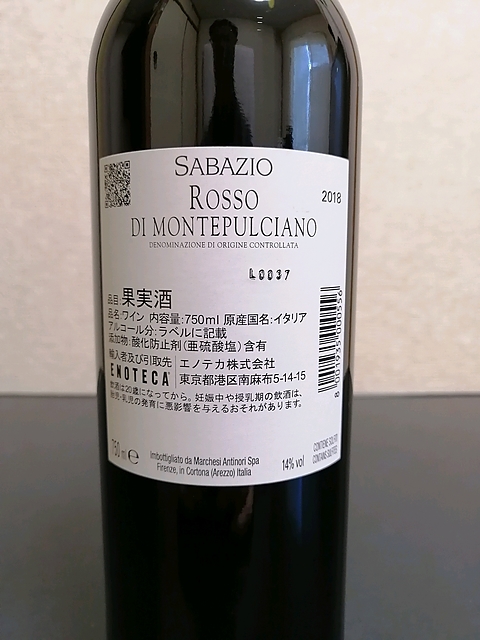 SABAZIO
ROSSO
2018
DI MONTEPULCIANO
DENOMINAZIONE DI ORIGINE CONTROLLATA
L0037
品目:果実酒
品名:ワイン 内容量:750ml 原産国名:イタリア
アルコール分:ラベルに記載
添加物:酸化防止剤(亜硫酸塩)含有
輸入者及び引取先 エノテカ株式会社
ENOTECA 東京都港区南麻布5-14-15
飲酒は20歳になってから。妊娠中や授乳期の飲酒は、
胎児・乳児の発育に悪影響を与えるおそれがあります。
8 001935 000556
750 ml e
Imbottigliato da Marchesi Antinori Spa
Firenze, in Cortona (Arezzo) Italia
14% vol
CONTIENE SOLFITI
CONTAINS SULFITES